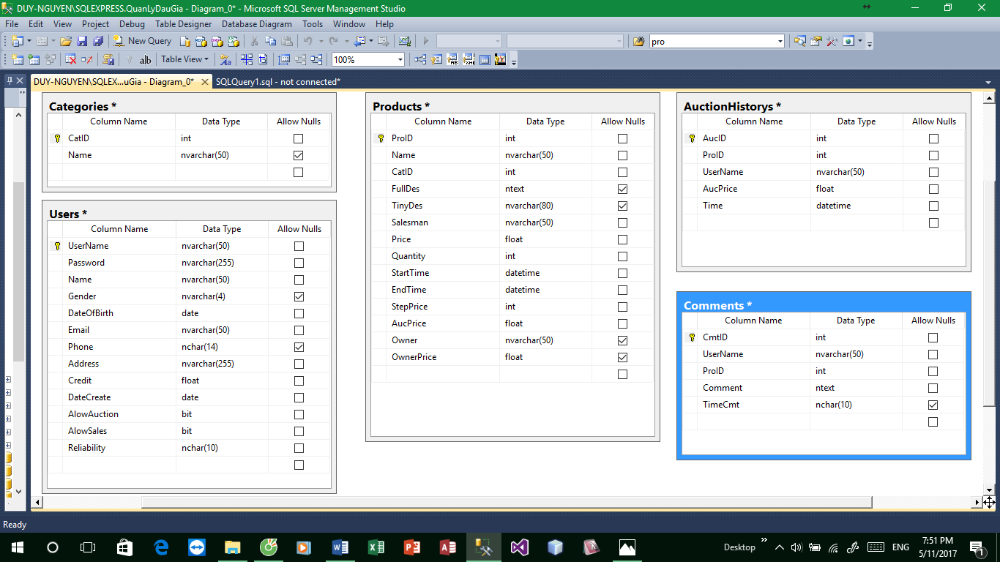 DUY-NGUYEN\SQLEXPRESS.QuanLyDauGia - Diagram_0* - Microsoft SQL Server Management Studio
File Edit View Project Debug Table Designer Database Diagram Tools Window Help
New Query pro
ab Table View 100%
DUY-NGUYEN\SQLEX...uGia - Diagram_0* SQLQuery1.sql - not connected*
Categories *
Column Name Data Type Allow Nulls
CatID int
Name nvarchar(50)
Users *
Column Name Data Type Allow Nulls
UserName nvarchar(50)
Password nvarchar(255)
Name nvarchar(50)
Gender nvarchar(4)
DateOfBirth date
Email nvarchar(50)
Phone nchar(14)
Address nvarchar(255)
Credit float
DateCreate date
AlowAuction bit
AlowSales bit
Reliability nchar(10)
Products *
Column Name Data Type Allow Nulls
ProID int
Name nvarchar(50)
CatID int
FullDes ntext
TinyDes nvarchar(80)
Salesman nvarchar(50)
Price float
Quantity int
StartTime datetime
EndTime datetime
StepPrice int
AucPrice float
Owner nvarchar(50)
OwnerPrice float
AuctionHistorys *
Column Name Data Type Allow Nulls
AucID int
ProID int
UserName nvarchar(50)
AucPrice float
Time datetime
Comments *
Column Name Data Type Allow Nulls
CmtID int
UserName nvarchar(50)
ProID int
Comment ntext
TimeCmt nchar(10)
Ready
Desktop ENG 7:51 PM
5/11/2017 1